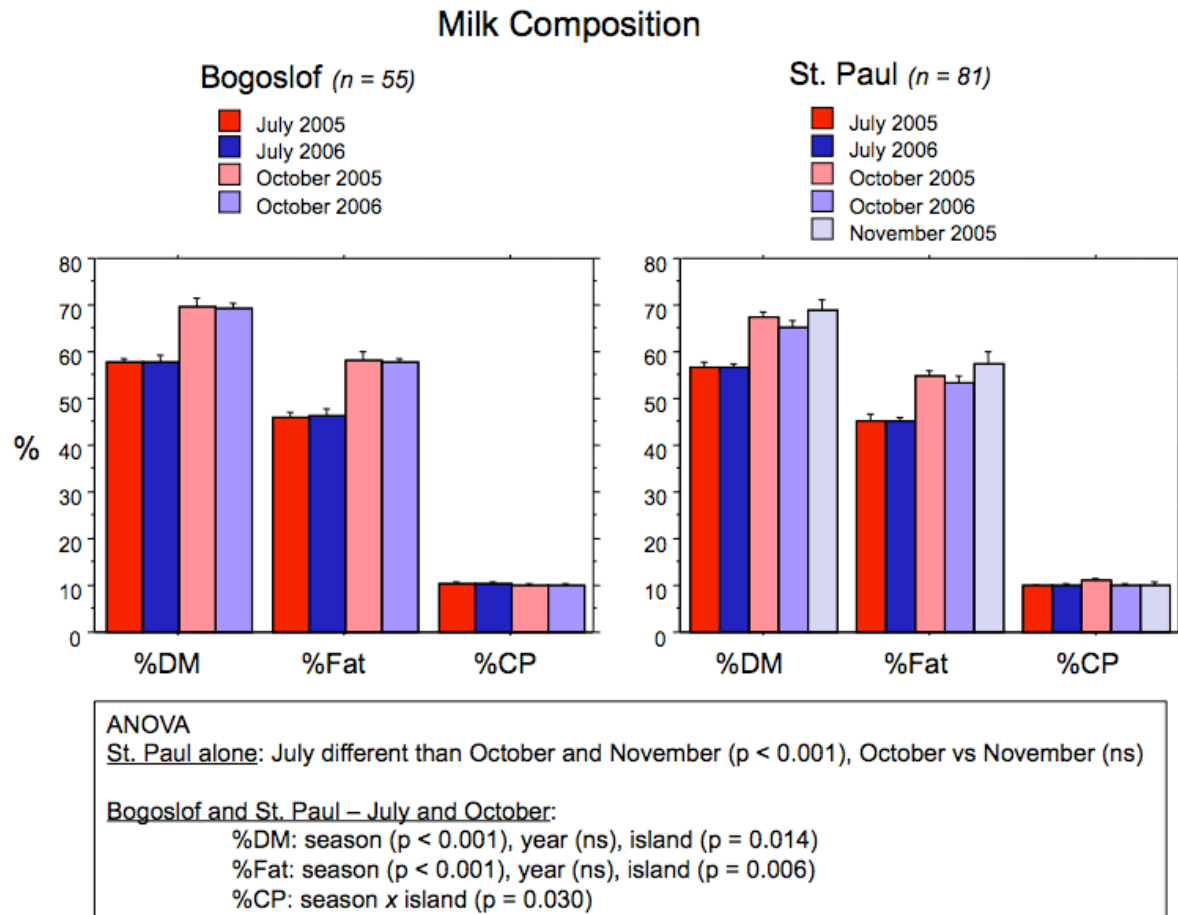 Milk Composition
Bogoslof (n = 55)
July 2005
July 2006
October 2005
October 2006
St. Paul (n = 81)
July 2005
July 2006
October 2005
October 2006
November 2005
%
80
70
60
50
40
30
20
10
0
%DM %Fat %CP
80
70
60
50
40
30
20
10
0
%DM %Fat %CP
ANOVA
St. Paul alone: July different than October and November (p < 0.001), October vs November (ns)
Bogoslof and St. Paul – July and October:
%DM: season (p < 0.001), year (ns), island (p = 0.014)
%Fat: season (p < 0.001), year (ns), island (p = 0.006)
%CP: season x island (p = 0.030)